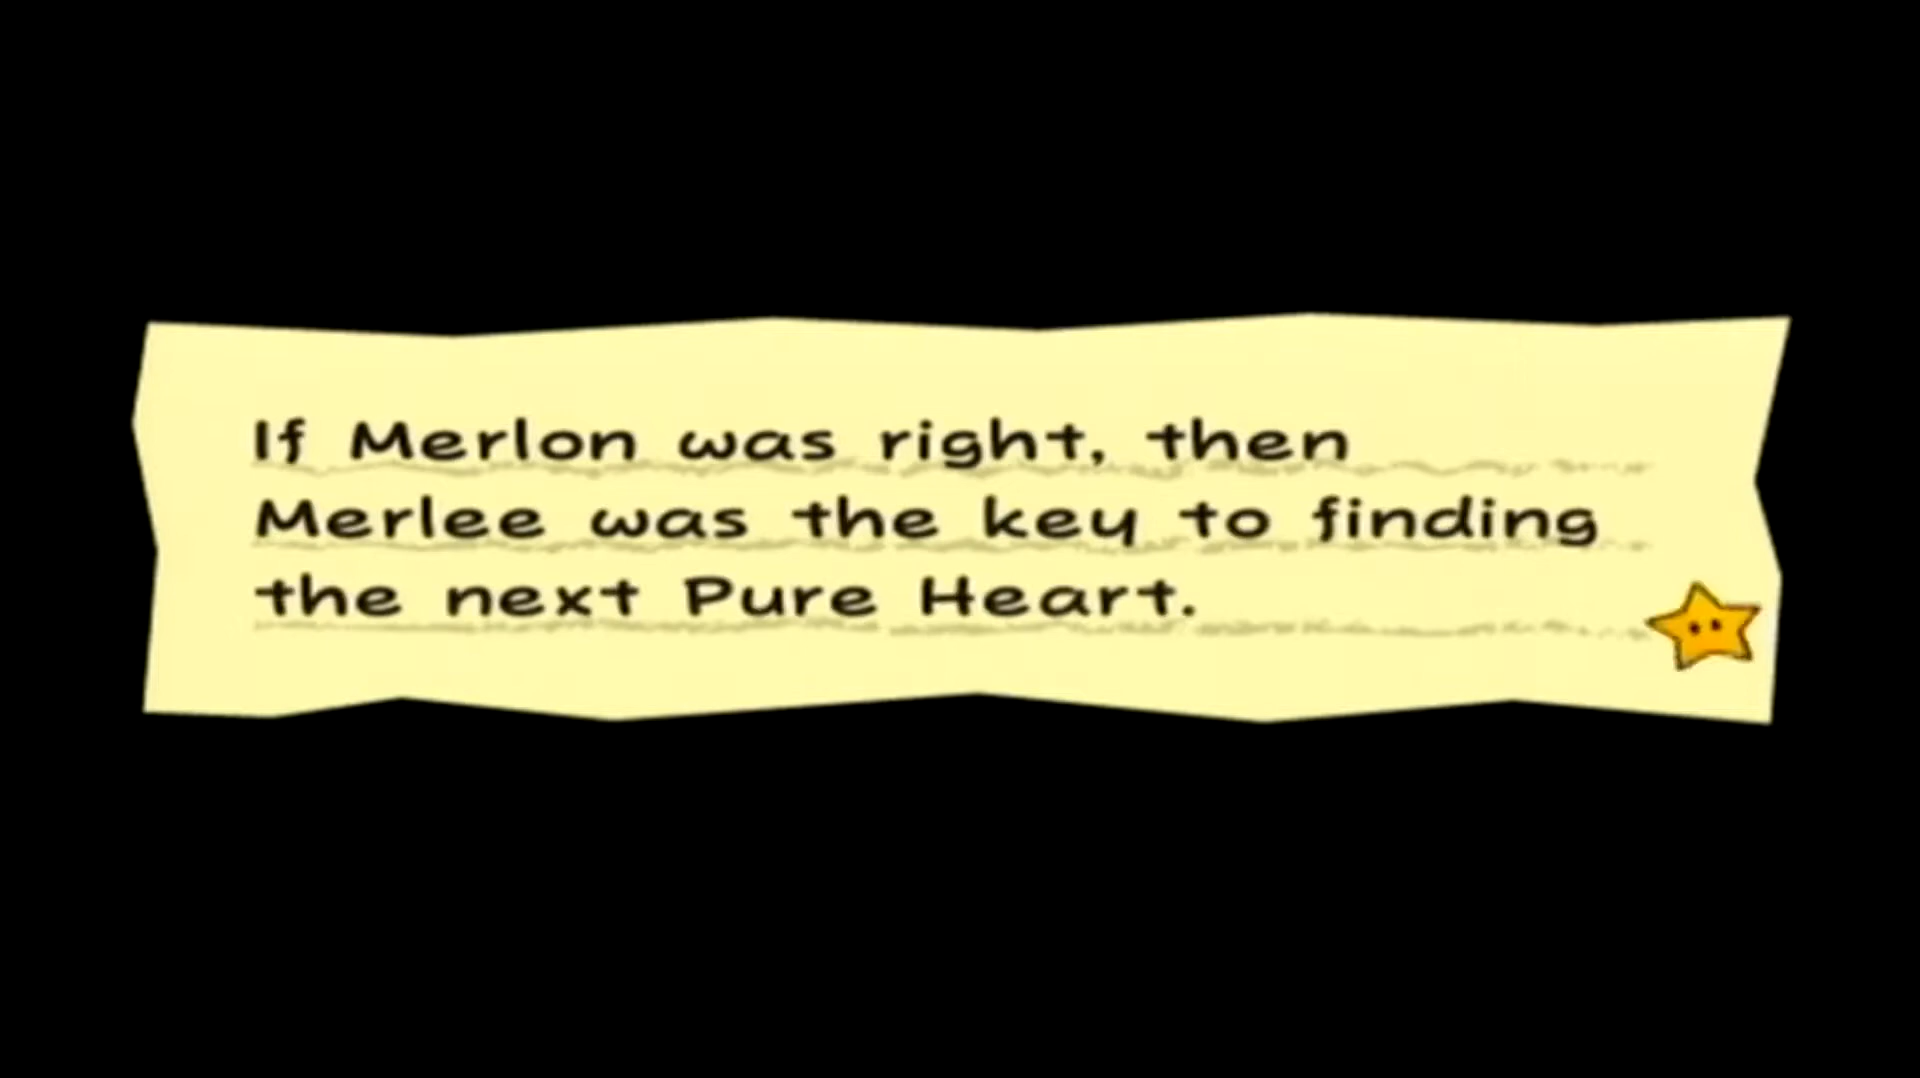 If Merlon was right, then
Merlee was the key to finding
the next Pure Heart.